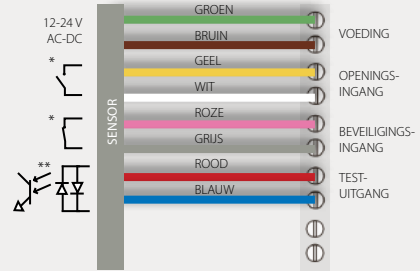 12-24 V
AC-DC
*
*
**
SENSOR
GROEN
BRUIN
GEEL
WIT
ROZE
GRIJS
ROOD
BLAUW
VOEDING
OPENINGS-
INGANG
BEVEILIGINGS-
INGANG
TEST-
UITGANG